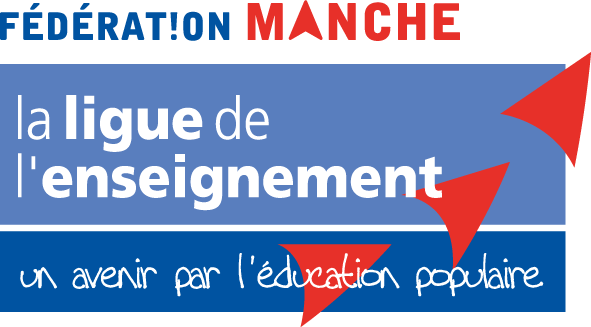 FÉDÉRAT!ON MANCHE
la ligue de
l'enseignement
un avenir par l'éducation populaire